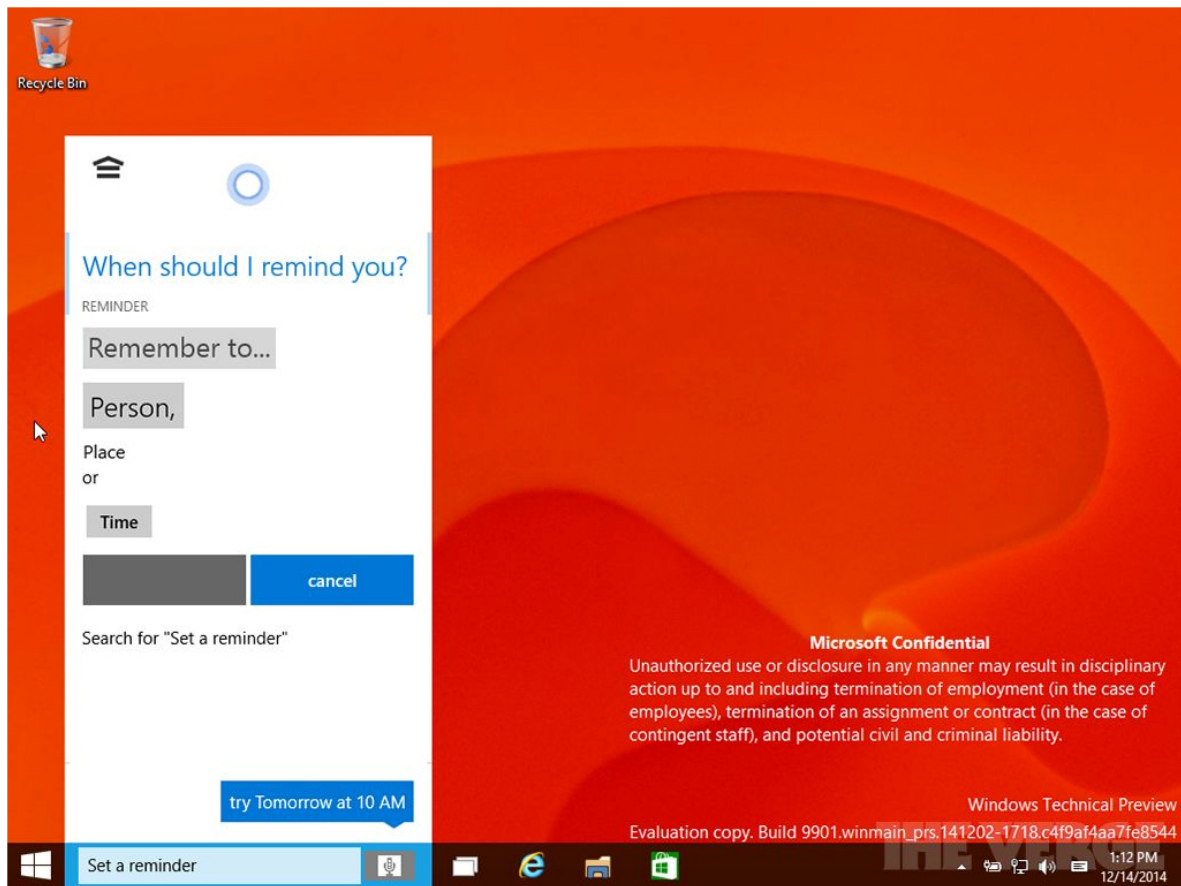 Recycle Bin
When should I remind you?
REMINDER
Remember to...
Person,
Place
or
Time
cancel
Search for "Set a reminder"
try Tomorrow at 10 AM
Set a reminder
Microsoft Confidential
Unauthorized use or disclosure in any manner may result in disciplinary
action up to and including termination of employment (in the case of
employees), termination of an assignment or contract (in the case of
contingent staff), and potential civil and criminal liability.
Windows Technical Preview
Evaluation copy. Build 9901.winmain_prs.141202-1718.c4f9af4aa7fe8544
THE VERGE
1:12 PM
12/14/2014